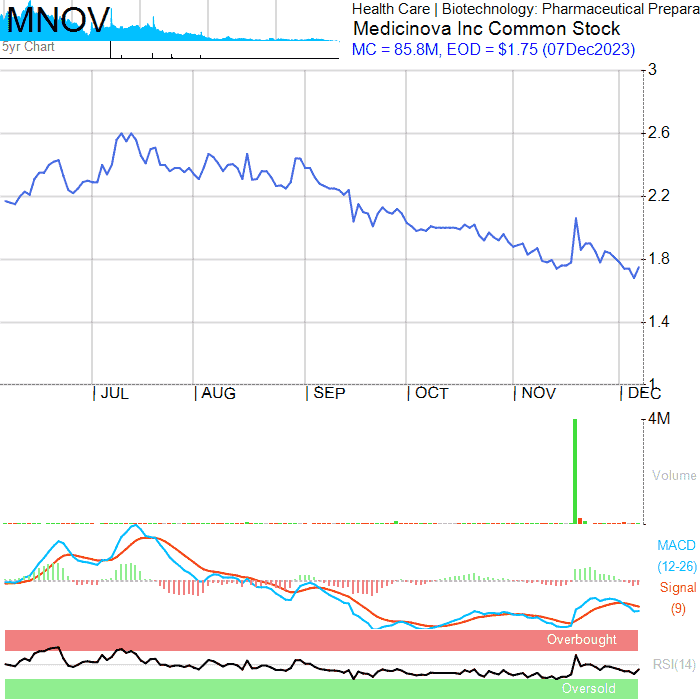 MNOV
5yr Chart
Health Care | Biotechnology: Pharmaceutical Prepara
Medicinova Inc Common Stock
MC = 85.8M, EOD = $1.75 (07Dec2023)
3
2.6
2.2
1.8
1.4
1
JUL
AUG
SEP
OCT
NOV
DEC
4M
Volume
MACD
(12-26)
Signal
(9)
Overbought
RSI(14)
Oversold